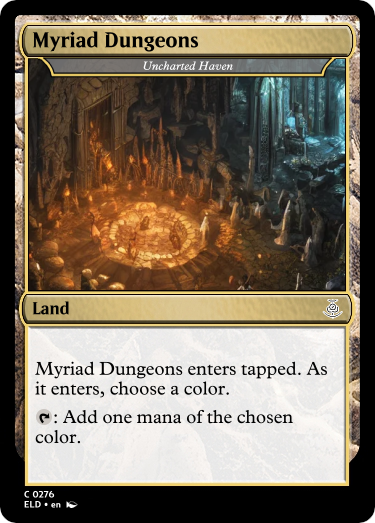 Myriad Dungeons
Uncharted Haven
Land
Myriad Dungeons enters tapped. As
it enters, choose a color.
: Add one mana of the chosen
color.
C 0276
ELD • en